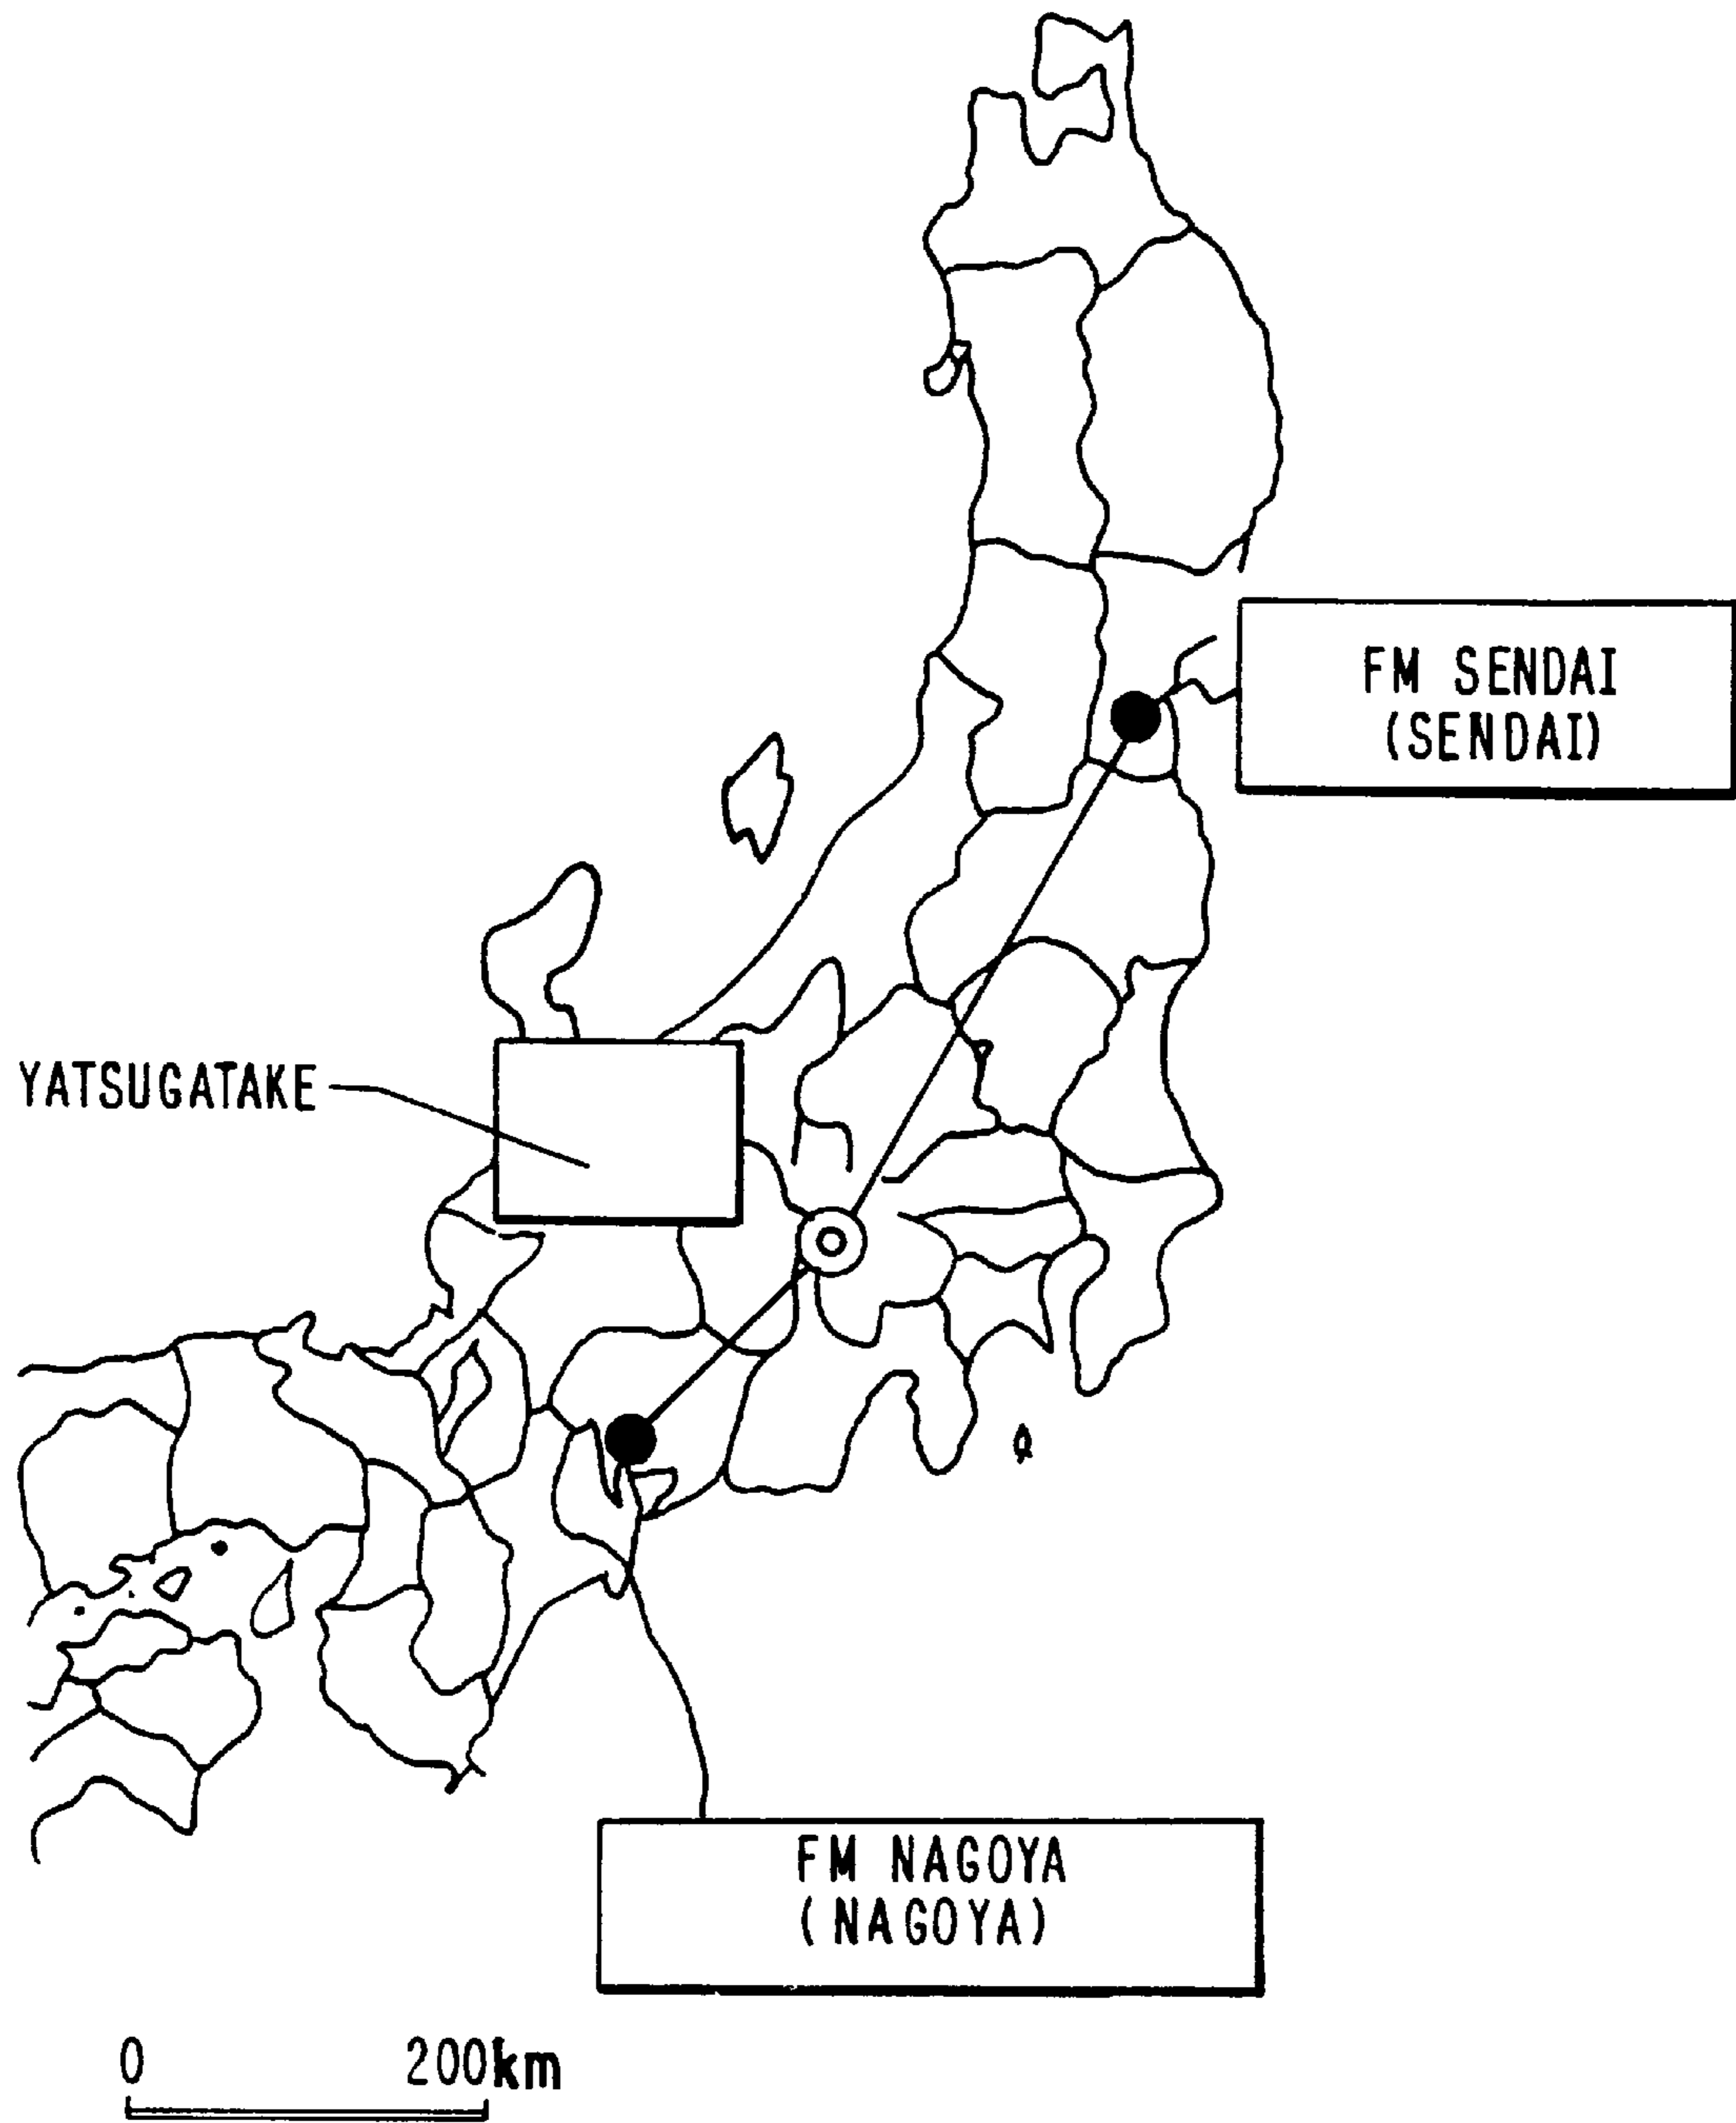 FM SENDAI
(SENDAI)
YATSUGATAKE
FM NAGOYA
(NAGOYA)
0 200km